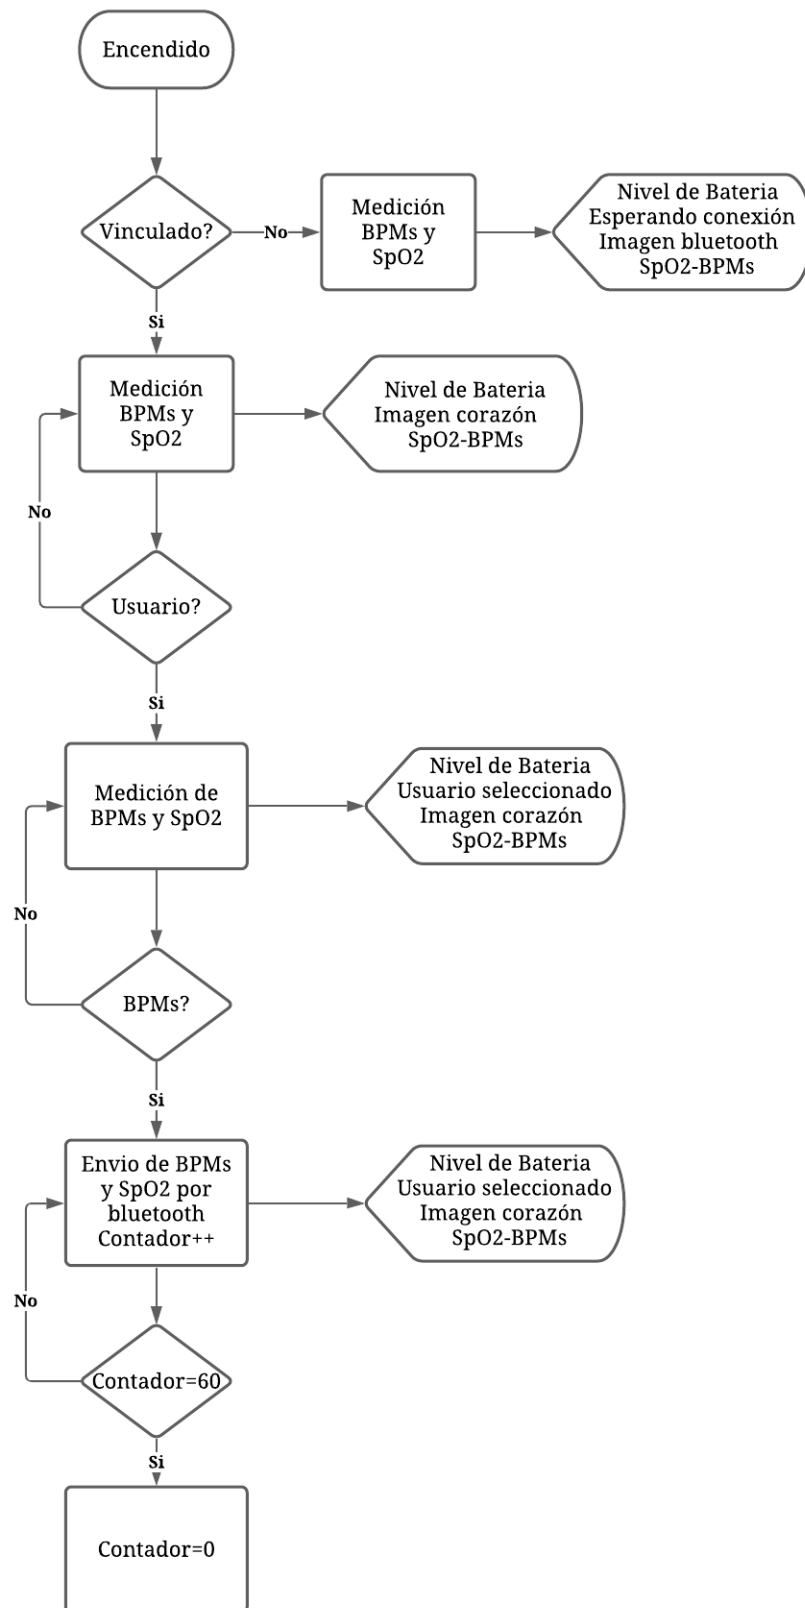 Encendido
Vinculado?
No
Medición
BPMs y
SpO2
Nivel de Bateria
Esperando conexión
Imagen bluetooth
SpO2-BPMs
Si
Medición
BPMs y
SpO2
Nivel de Bateria
Imagen corazón
SpO2-BPMs
No
Usuario?
Si
Medición de
BPMs y SpO2
Nivel de Bateria
Usuario seleccionado
Imagen corazón
SpO2-BPMs
No
BPMs?
Si
Envio de BPMs
y SpO2 por
bluetooth
Contador++
Nivel de Bateria
Usuario seleccionado
Imagen corazón
SpO2-BPMs
No
Contador=60
Si
Contador=0